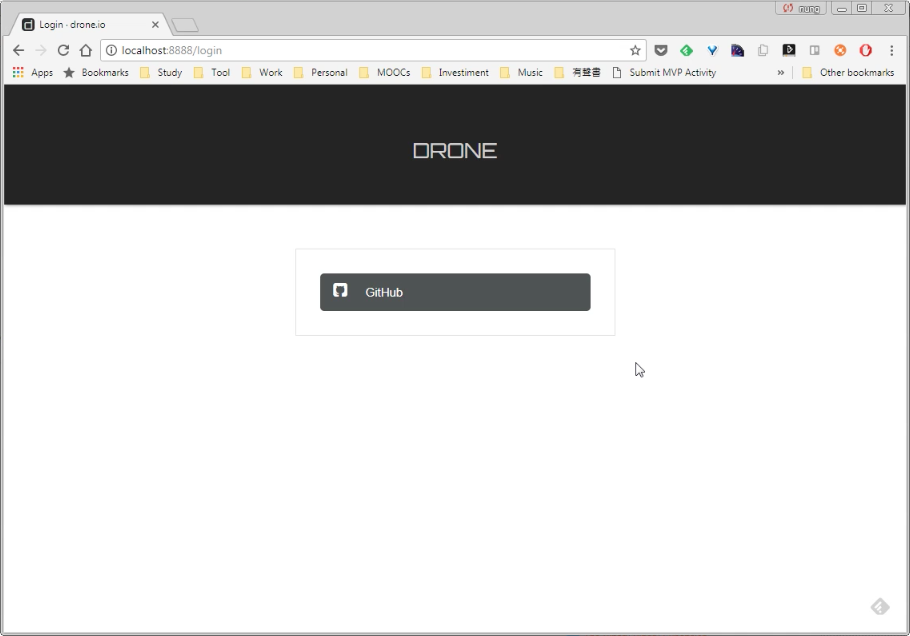 nung
Login - drone.io
localhost:8888/login
Apps Bookmarks Study Tool Work Personal MOOCs Investiment Music 有聲書 Submit MVP Activity » Other bookmarks
DRONE
GitHub